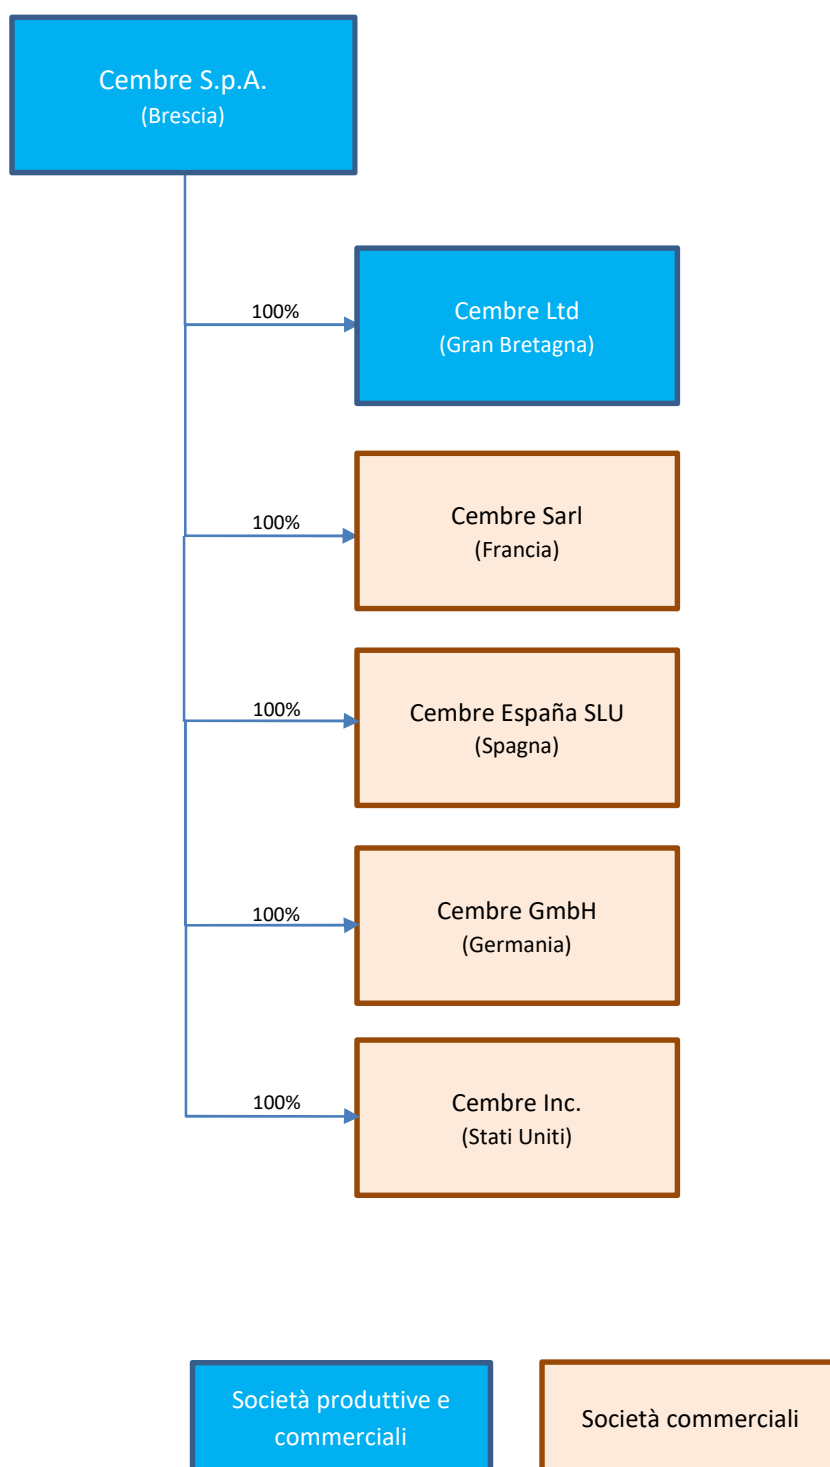 Cembre S.p.A.
(Brescia)
100%
Cembre Ltd
(Gran Bretagna)
100%
Cembre Sarl
(Francia)
100%
Cembre España SLU
(Spagna)
100%
Cembre GmbH
(Germania)
100%
Cembre Inc.
(Stati Uniti)
Società produttive e
commerciali
Società commerciali